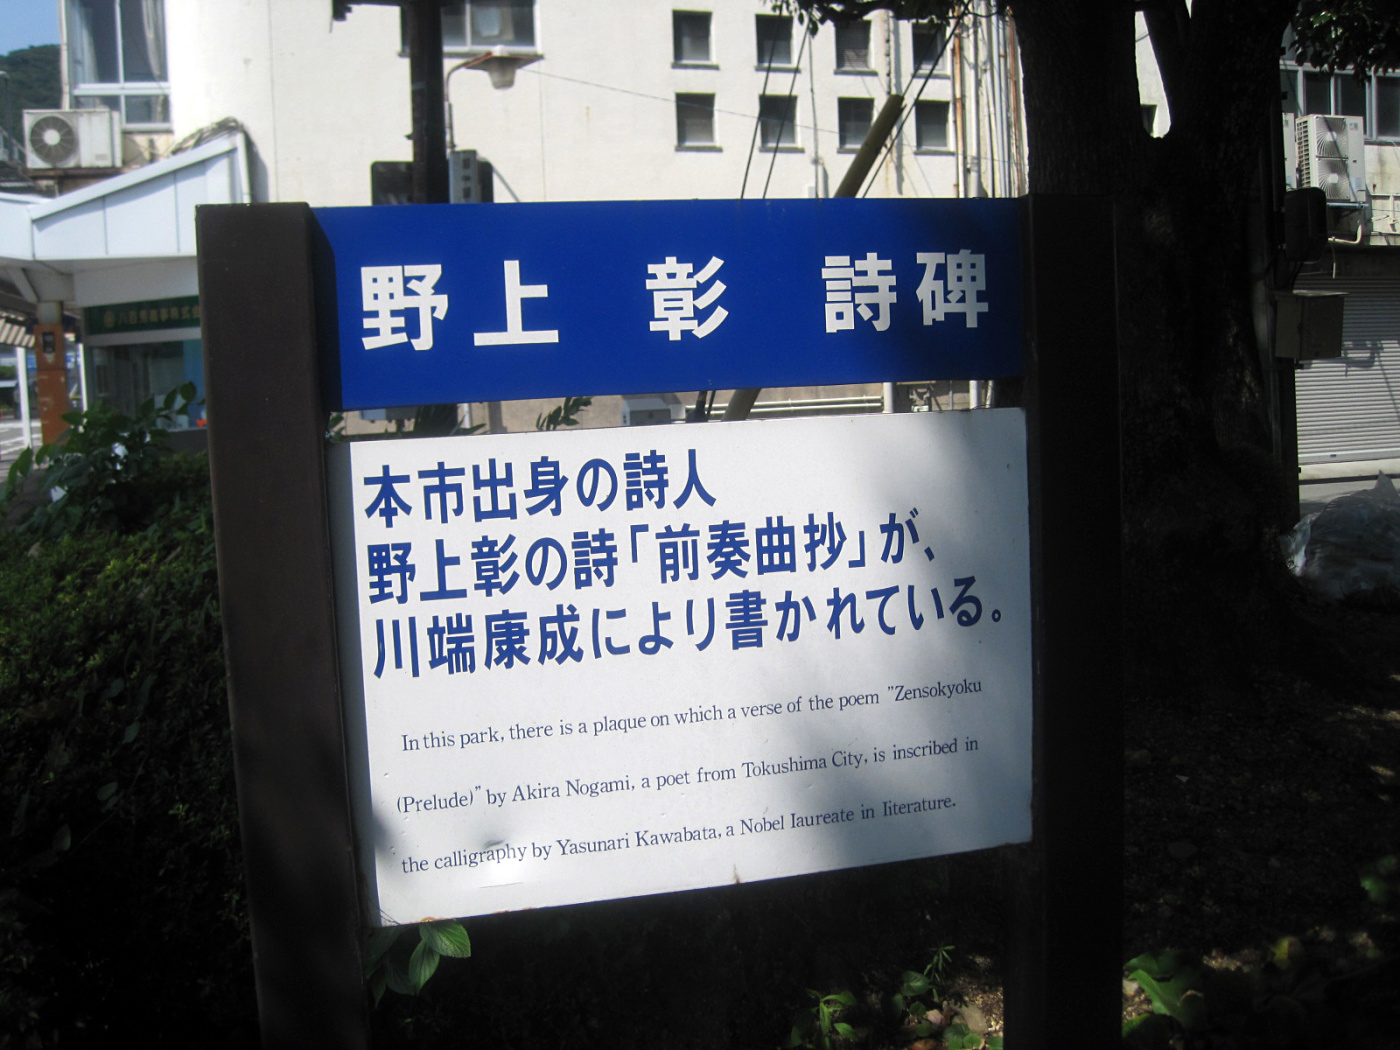 野上 彰 詩碑
本市出身の詩人
野上彰の詩「前奏曲抄」が、
川端康成により書かれている。
In this park, there is a plaque on which a verse of the poem "Zensokyoku
(Prelude)" by Akira Nogami, a poet from Tokushima City, is inscribed in
the calligraphy by Yasunari Kawabata, a Nobel Iaureate in Iiterature.